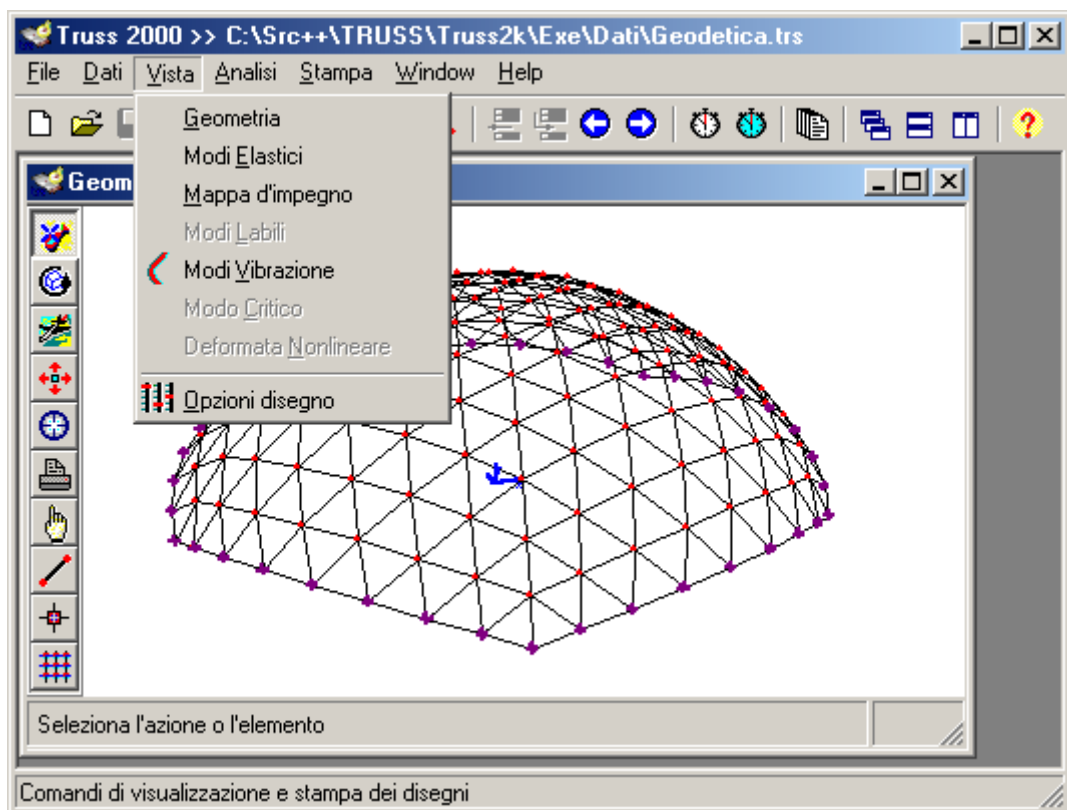 Truss 2000 >> C:\Src++\TRUSS\Truss2k\Exe\Dati\Geodetica.trs
File Dati Vista Analisi Stampa Window Help
Geometria
Modi Elastici
Mappa d'impegno
Modi Labili
Modi Vibrazione
Modo Critico
Deformata Nonlineare
Opzioni disegno
Geom
Seleziona l'azione o l'elemento
Comandi di visualizzazione e stampa dei disegni